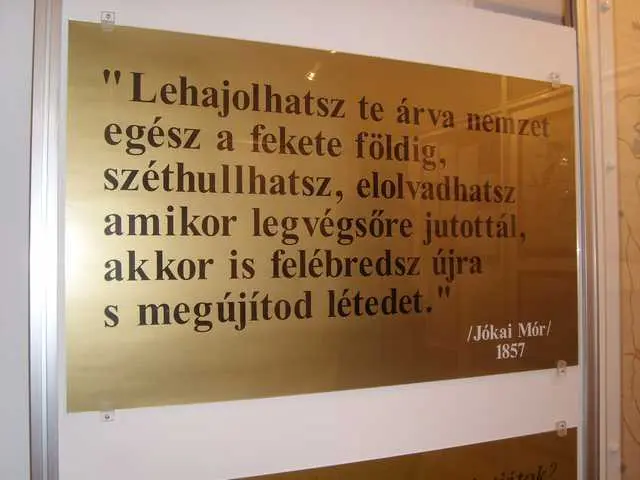 "Lehajolhatsz te árva nemzet
egész a fekete földig,
széthullhatsz, elolvadhatsz
amikor legvégsőre jutottál,
akkor is felébredsz újra
s megújítod létedet."
/Jókai Mór/
1857